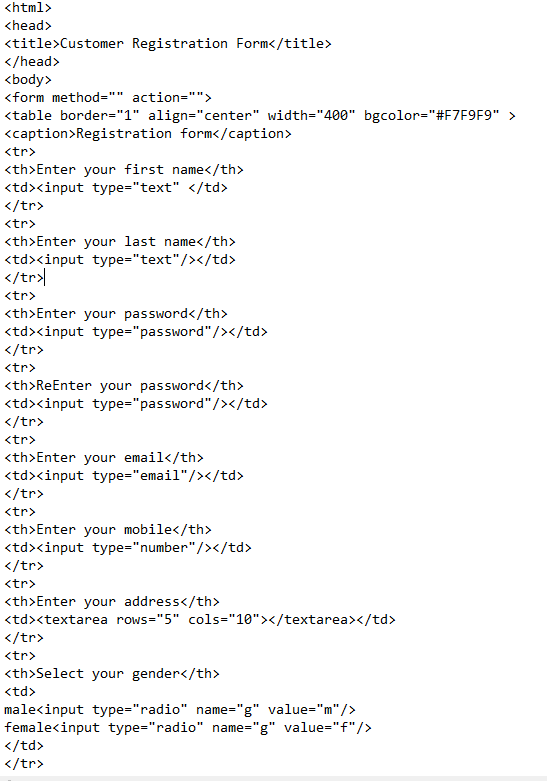 <html>
<head>
<title>Customer Registration Form</title>
</head>
<body>
<form method="" action="">
<table border="1" align="center" width="400" bgcolor="#F7F9F9" >
<caption>Registration form</caption>
<tr>
<th>Enter your first name</th>
<td><input type="text" </td>
</tr>
<tr>
<th>Enter your last name</th>
<td><input type="text"/></td>
</tr>
<tr>
<th>Enter your password</th>
<td><input type="password"/></td>
</tr>
<tr>
<th>ReEnter your password</th>
<td><input type="password"/></td>
</tr>
<tr>
<th>Enter your email</th>
<td><input type="email"/></td>
</tr>
<tr>
<th>Enter your mobile</th>
<td><input type="number"/></td>
</tr>
<tr>
<th>Enter your address</th>
<td><textarea rows="5" cols="10"></textarea></td>
</tr>
<tr>
<th>Select your gender</th>
<td>
male<input type="radio" name="g" value="m"/>
female<input type="radio" name="g" value="f"/>
</td>
</tr>